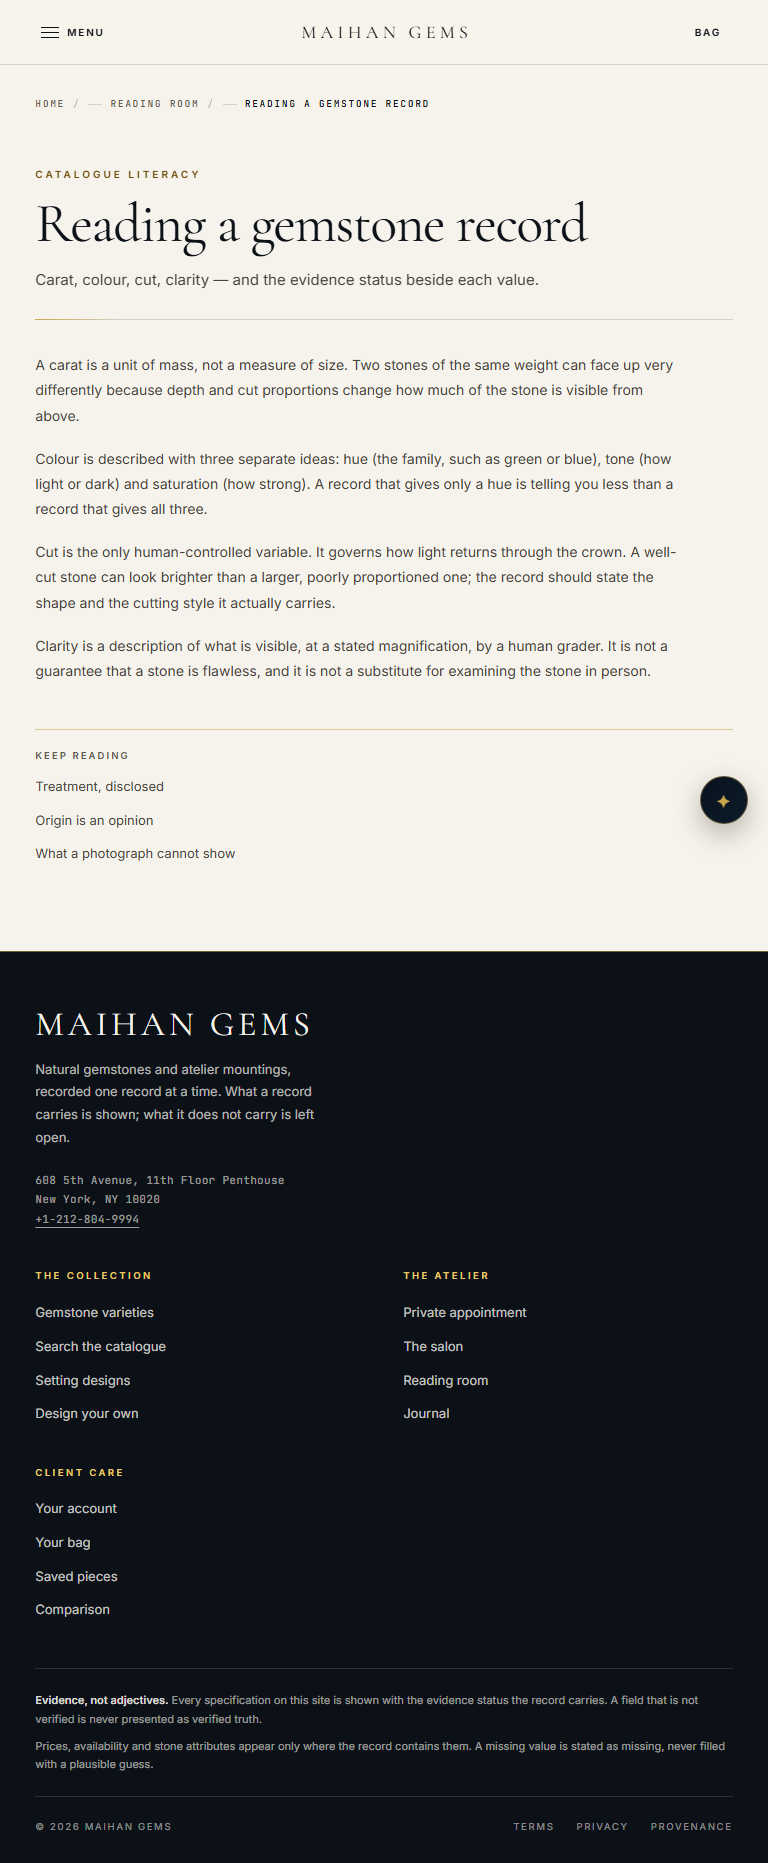 MENU
MAIHAN GEMS
BAG
HOME / READING ROOM / READING A GEMSTONE RECORD
CATALOGUE LITERACY
Reading a gemstone record
Carat, colour, cut, clarity — and the evidence status beside each value.
A carat is a unit of mass, not a measure of size. Two stones of the same weight can face up very
differently because depth and cut proportions change how much of the stone is visible from
above.
Colour is described with three separate ideas: hue (the family, such as green or blue), tone (how
light or dark) and saturation (how strong). A record that gives only a hue is telling you less than a
record that gives all three.
Cut is the only human-controlled variable. It governs how light returns through the crown. A well-
cut stone can look brighter than a larger, poorly proportioned one; the record should state the
shape and the cutting style it actually carries.
Clarity is a description of what is visible, at a stated magnification, by a human grader. It is not a
guarantee that a stone is flawless, and it is not a substitute for examining the stone in person.
KEEP READING
Treatment, disclosed
Origin is an opinion
What a photograph cannot show
MAIHAN GEMS
Natural gemstones and atelier mountings,
recorded one record at a time. What a record
carries is shown; what it does not carry is left
open.
608 5th Avenue, 11th Floor Penthouse
New York, NY 10020
+1-212-804-9994
THE COLLECTION
Gemstone varieties
Search the catalogue
Setting designs
Design your own
THE ATELIER
Private appointment
The salon
Reading room
Journal
CLIENT CARE
Your account
Your bag
Saved pieces
Comparison
Evidence, not adjectives. Every specification on this site is shown with the evidence status the record carries. A field that is not
verified is never presented as verified truth.
Prices, availability and stone attributes appear only where the record contains them. A missing value is stated as missing, never filled
with a plausible guess.
© 2026 MAIHAN GEMS
TERMS PRIVACY PROVENANCE